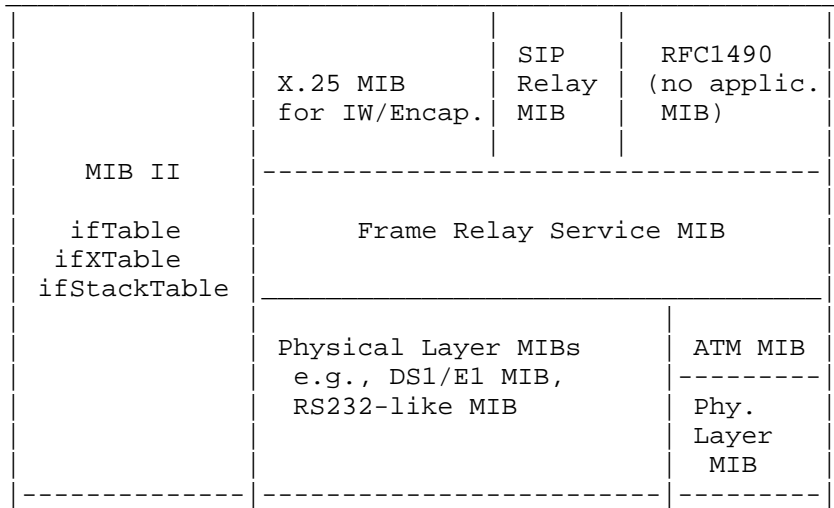 SIP RFC1490
X.25 MIB Relay (no applic.
for IW/Encap. MIB MIB)
MIB II
ifTable Frame Relay Service MIB
ifXTable
ifStackTable
Physical Layer MIBs ATM MIB
e.g., DS1/E1 MIB,
RS232-like MIB Phy.
Layer
MIB